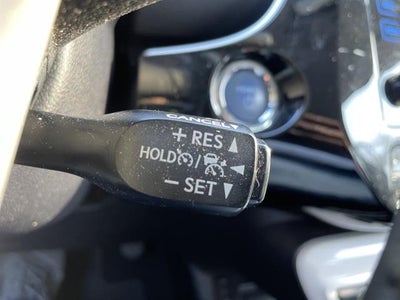 CANCEL
+ RES ▲
HOLD / ◀
− SET ▼